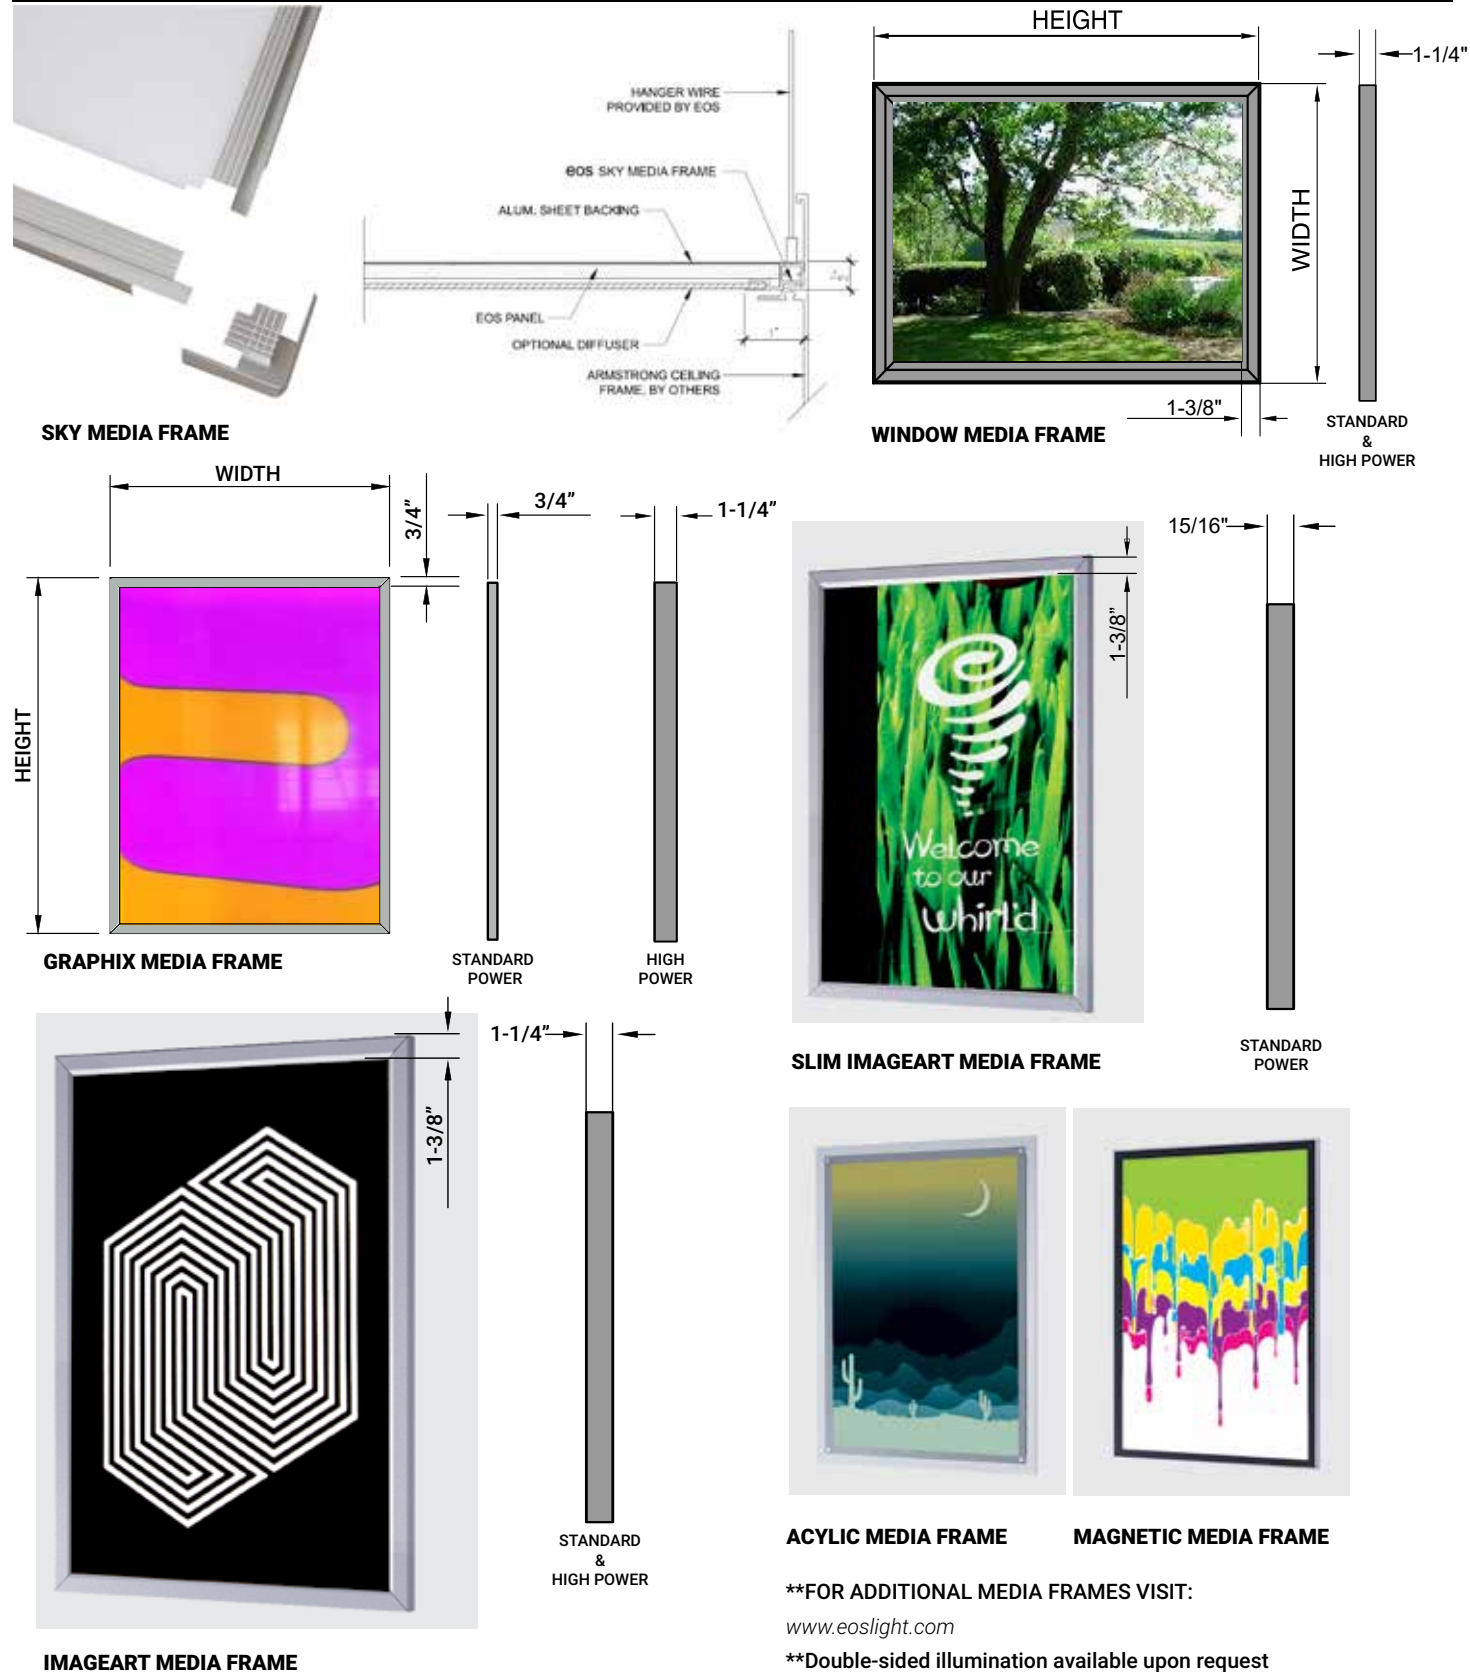 HANGER WIRE
PROVIDED BY EOS
eos SKY MEDIA FRAME
ALUM. SHEET BACKING
EOS PANEL
OPTIONAL DIFFUSER
1"
ARMSTRONG CEILING
FRAME, BY OTHERS
SKY MEDIA FRAME
HEIGHT
1-1/4"
WIDTH
1-3/8"
WINDOW MEDIA FRAME
STANDARD
&
HIGH POWER
WIDTH
3/4"
3/4"
1-1/4"
HEIGHT
GRAPHIX MEDIA FRAME
STANDARD
POWER
HIGH
POWER
15/16"
1-3/8"
Welcome
to our
whirl'd
SLIM IMAGEART MEDIA FRAME
STANDARD
POWER
1-1/4"
1-3/8"
STANDARD
&
HIGH POWER
IMAGEART MEDIA FRAME
ACYLIC MEDIA FRAME
MAGNETIC MEDIA FRAME
**FOR ADDITIONAL MEDIA FRAMES VISIT:
www.eoslight.com
**Double-sided illumination available upon request